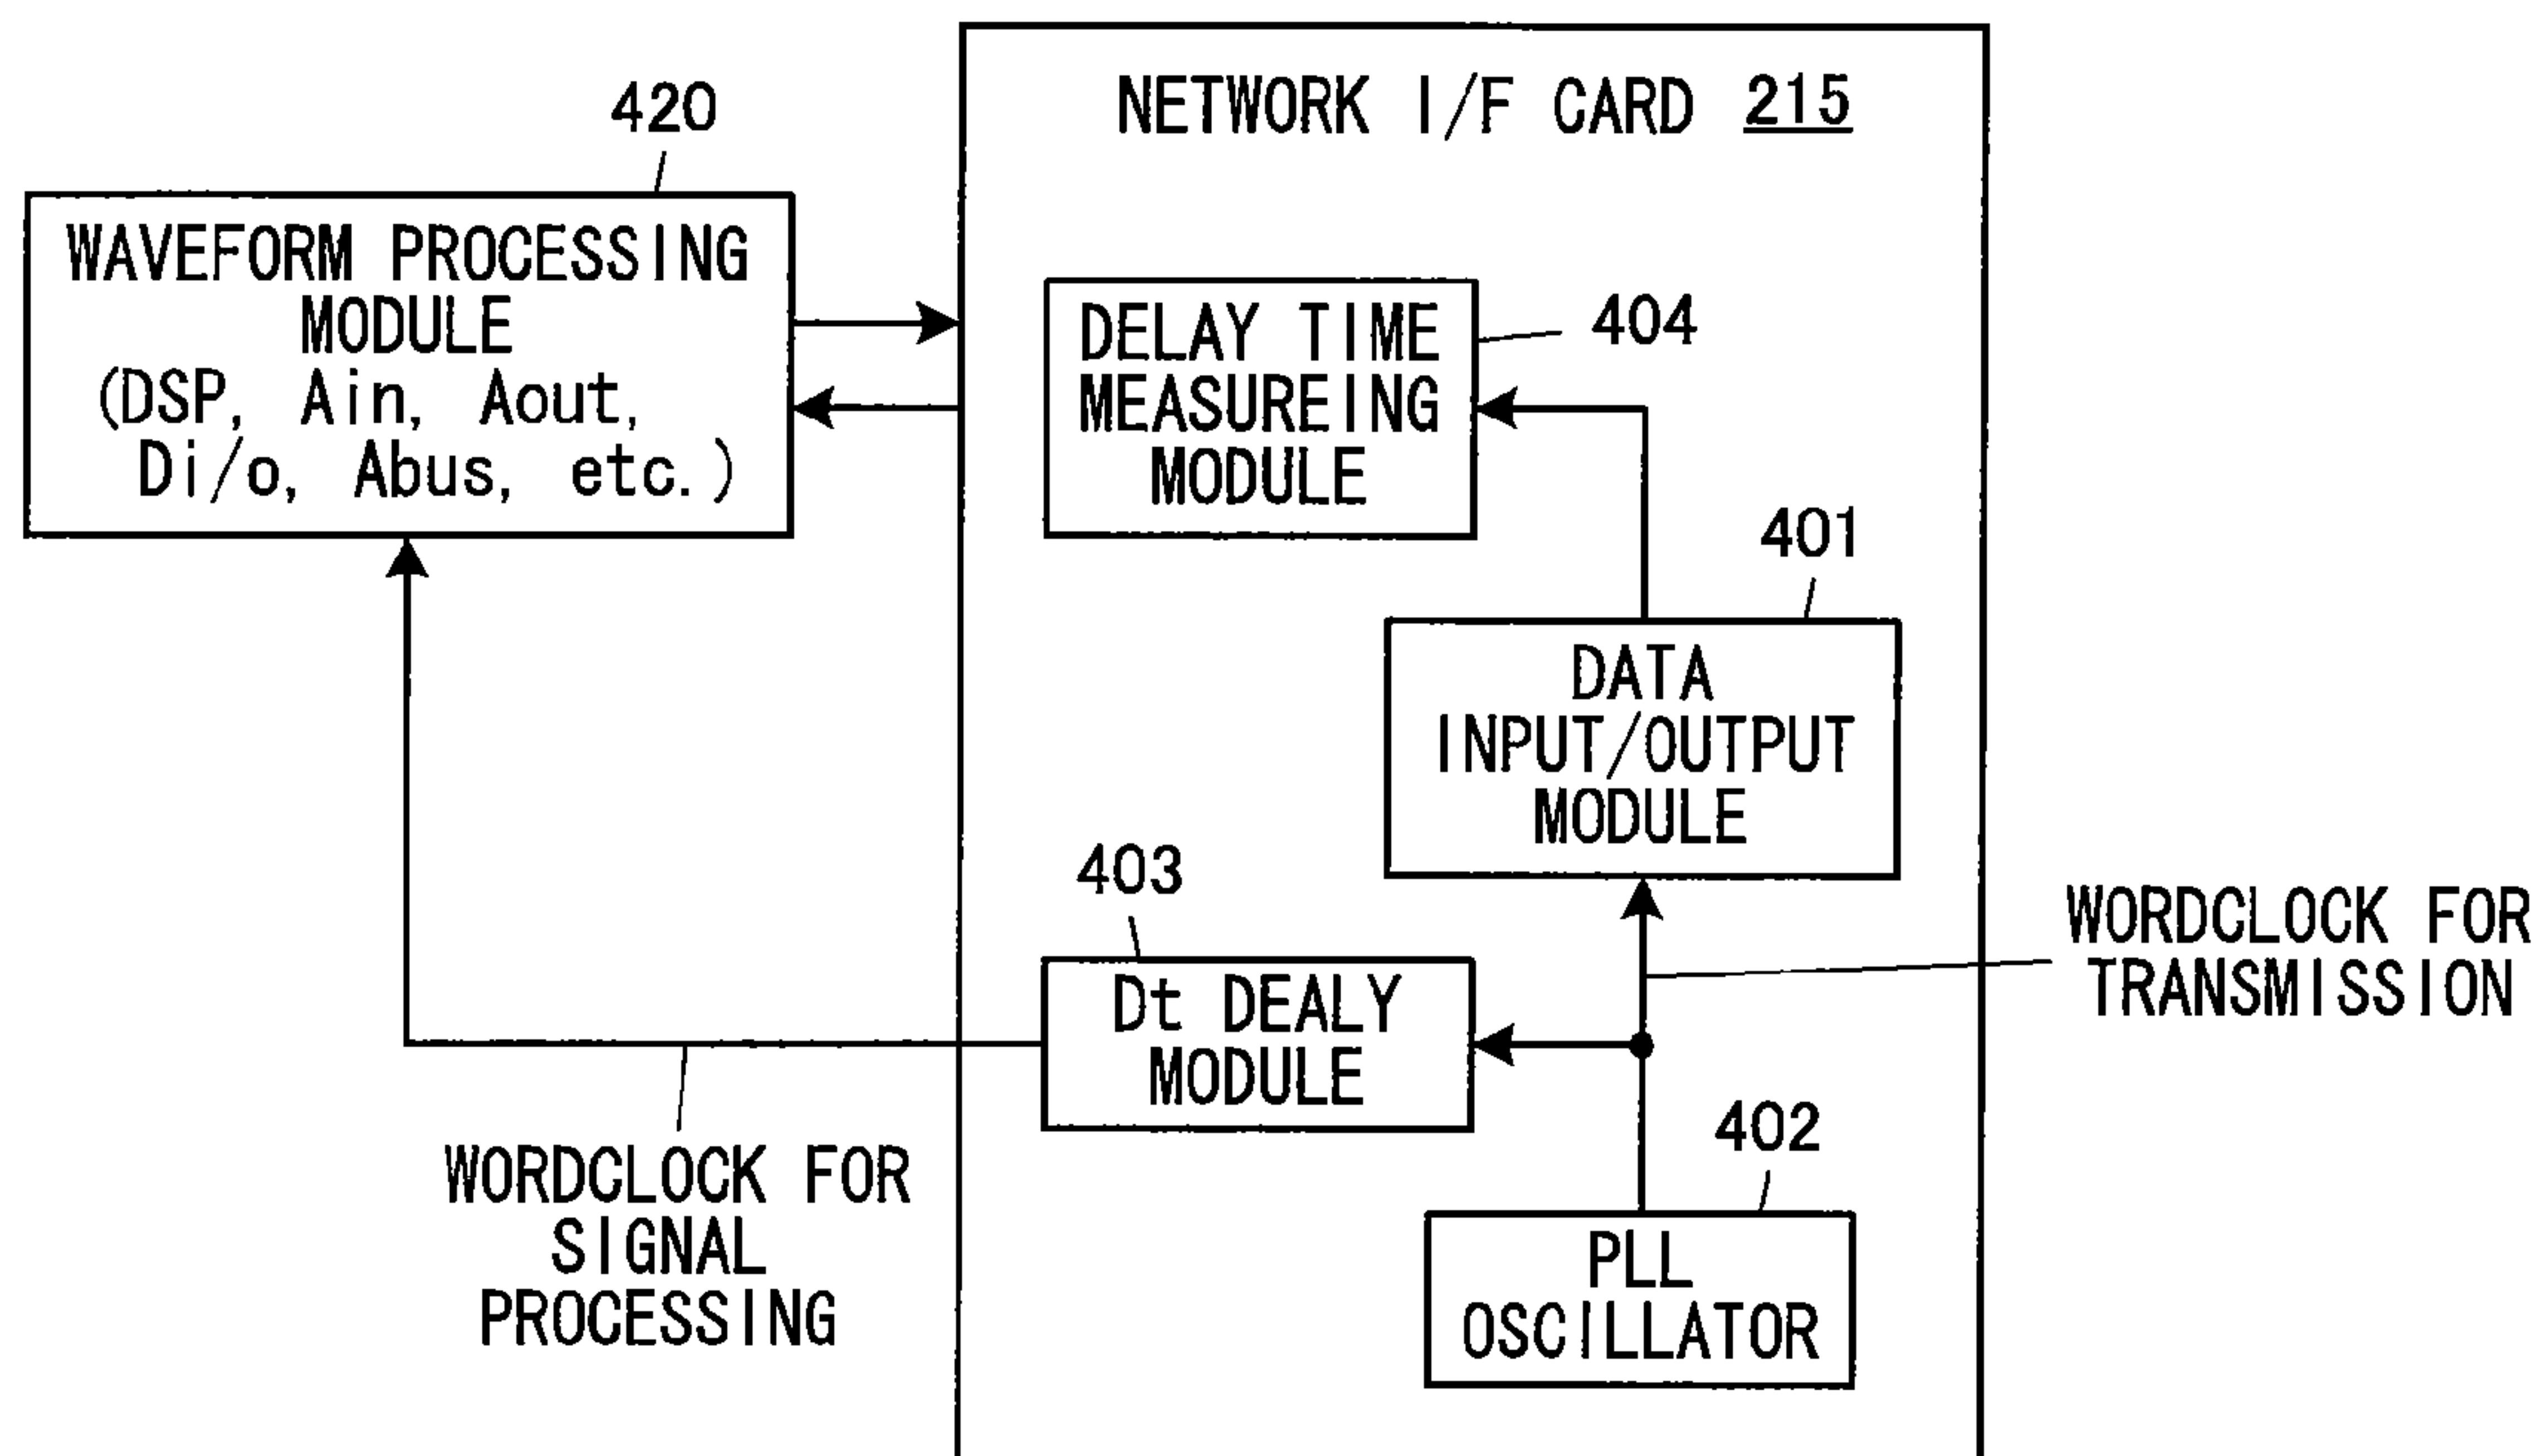 NETWORK I/F CARD 215
420
WAVEFORM PROCESSING
MODULE
(DSP, Ain, Aout,
Di/o, Abus, etc.)
DELAY TIME
MEASUREING
MODULE
404
401
DATA
INPUT/OUTPUT
MODULE
403
Dt DEALY
MODULE
WORDCLOCK FOR
TRANSMISSION
402
PLL
OSCILLATOR
WORDCLOCK FOR
SIGNAL
PROCESSING